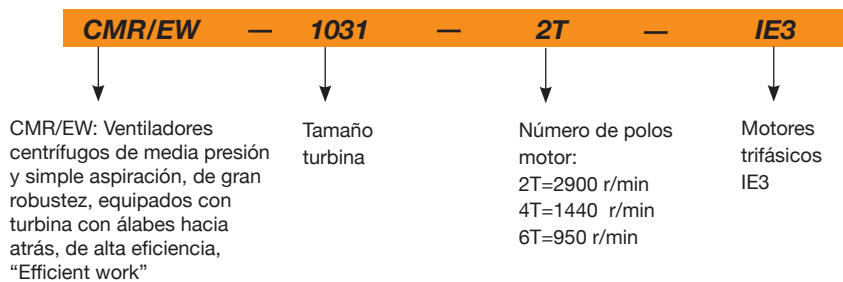 CMR/EW — 1031 — 2T — IE3
CMR/EW: Ventiladores
centrífugos de media presión
y simple aspiración, de gran
robustez, equipados con
turbina con álabes hacia
atrás, de alta eficiencia,
“Efficient work”
Tamaño
turbina
Número de polos
motor:
2T=2900 r/min
4T=1440 r/min
6T=950 r/min
Motores
trifásicos
IE3